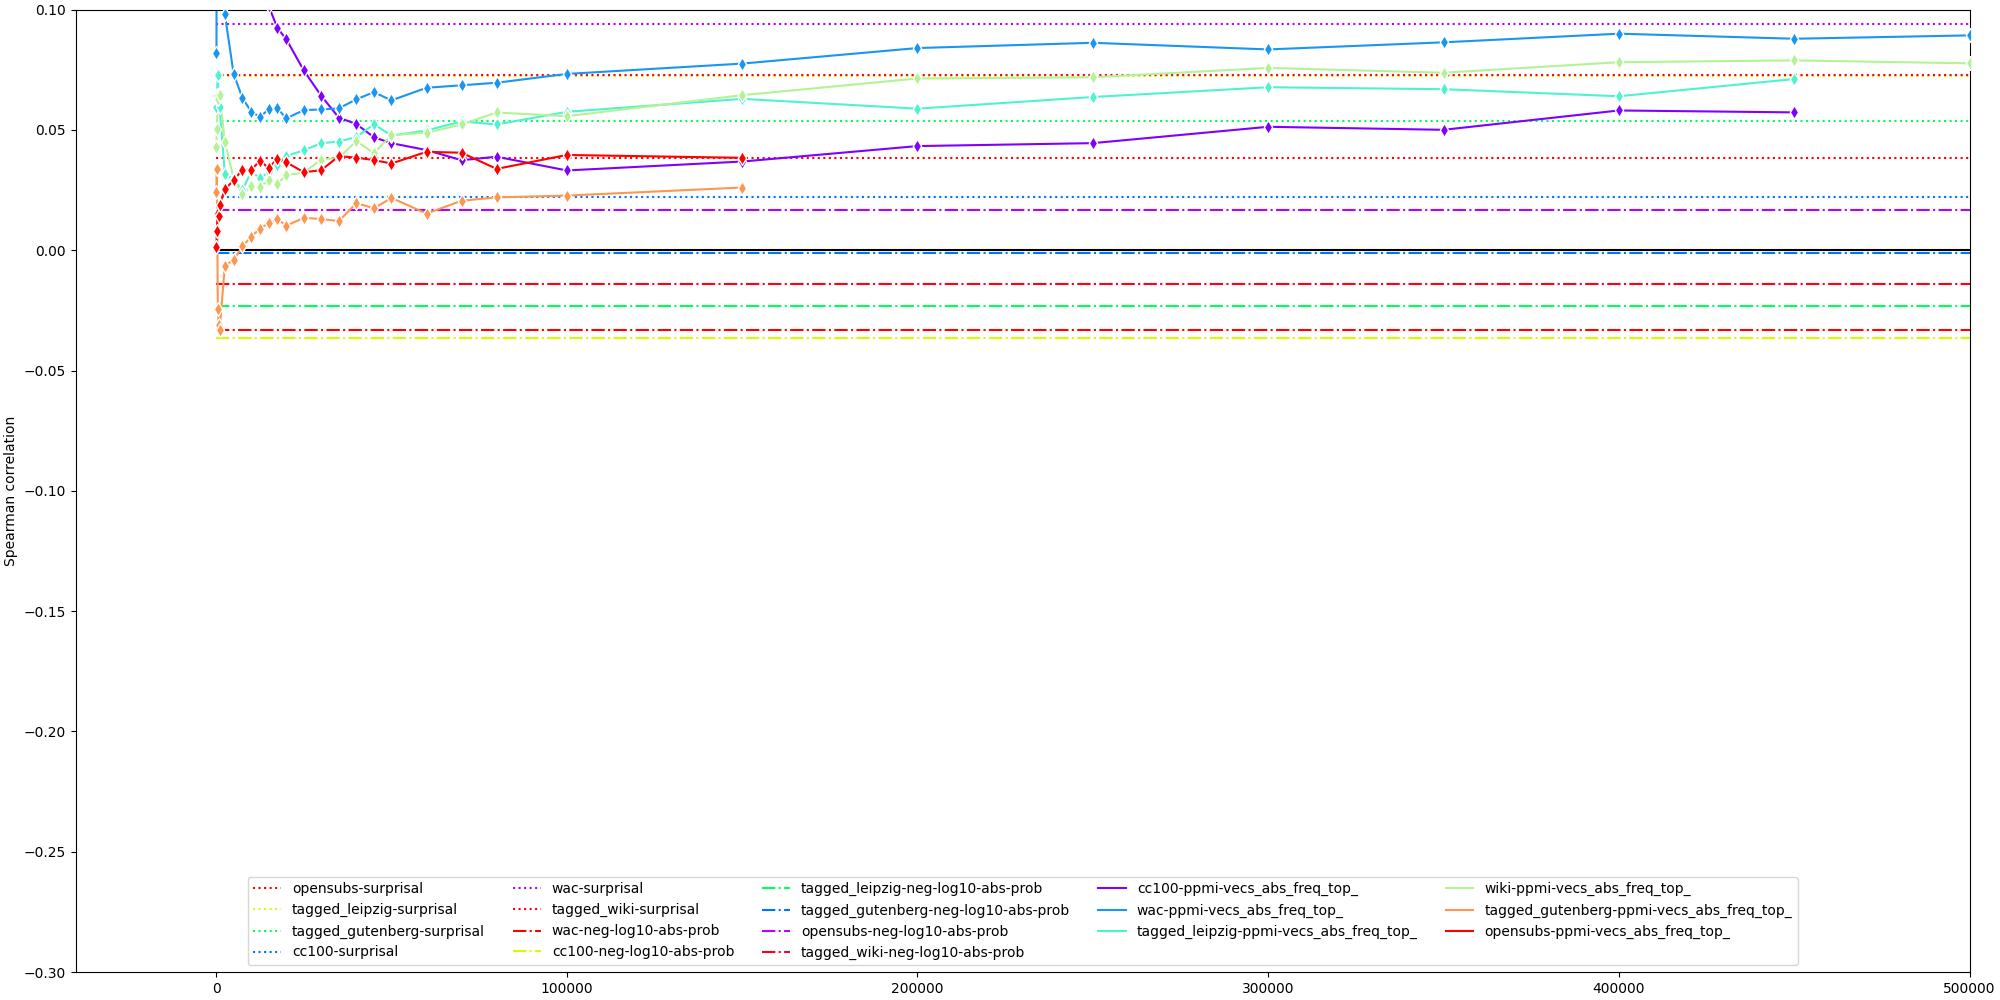 0.10
0.05
0.00
−0.05
−0.10
−0.15
−0.20
−0.25
−0.30
Spearman correlation
opensubs-surprisal
tagged_leipzig-surprisal
tagged_gutenberg-surprisal
cc100-surprisal
wac-surprisal
tagged_wiki-surprisal
wac-neg-log10-abs-prob
cc100-neg-log10-abs-prob
tagged_leipzig-neg-log10-abs-prob
tagged_gutenberg-neg-log10-abs-prob
opensubs-neg-log10-abs-prob
tagged_wiki-neg-log10-abs-prob
cc100-ppmi-vecs_abs_freq_top_
wac-ppmi-vecs_abs_freq_top_
tagged_leipzig-ppmi-vecs_abs_freq_top_
wiki-ppmi-vecs_abs_freq_top_
tagged_gutenberg-ppmi-vecs_abs_freq_top_
opensubs-ppmi-vecs_abs_freq_top_
0 100000 200000 300000 400000 500000